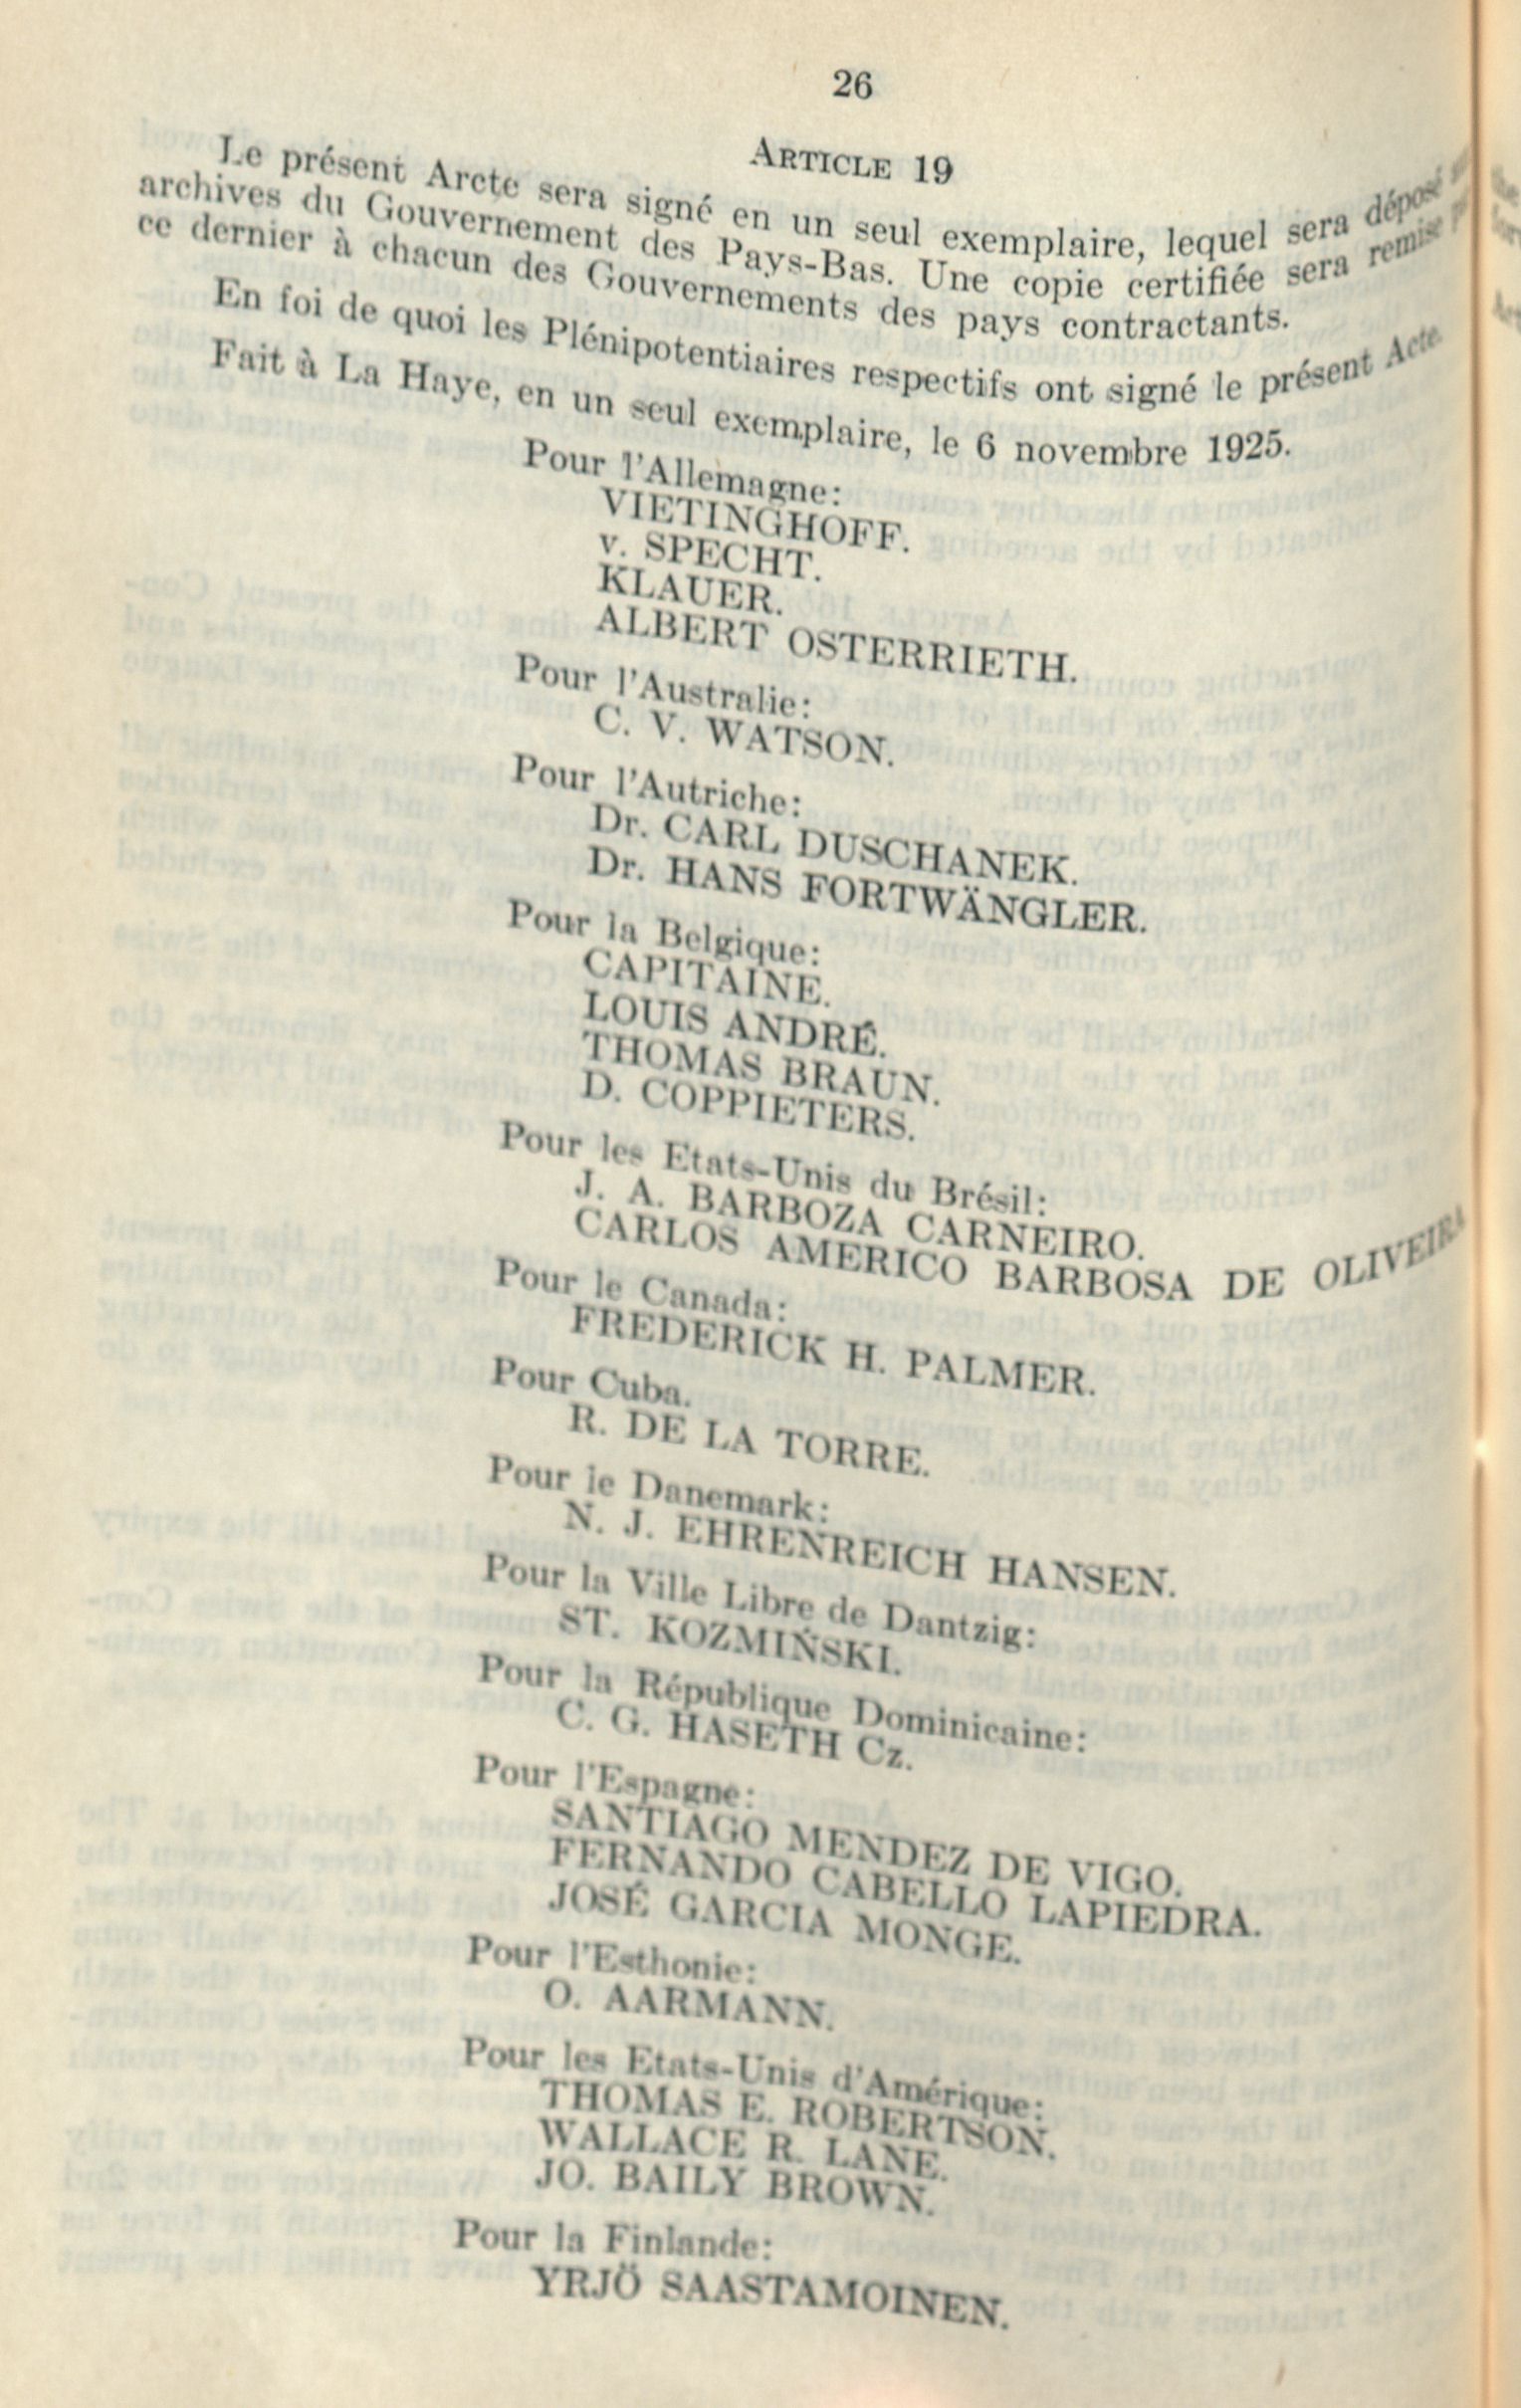 26
ARTICLE 19
Le présent Arcte sera signé en un seul exemplaire, lequel sera déposé
archives du Gouvernement des Pays-Bas. Une copie certifiée sera remise
ce dernier à chacun des Gouvernements des pays contractants.
En foi de quoi les Plénipotentiaires respectifs ont signé le présent Acte.
Fait à La Haye, en un seul exemplaire, le 6 novembre 1925.
Pour l'Allemagne:
VIETINGHOFF.
v. SPECHT.
KLAUER.
ALBERT OSTERRIETH.
Pour l'Australie:
C. V. WATSON.
Pour l'Autriche:
Dr. CARL DUSCHANEK.
Dr. HANS FORTWÄNGLER.
Pour la Belgique:
CAPITAINE.
LOUIS ANDRÉ.
THOMAS BRAUN.
D. COPPIETERS.
Pour les Etats-Unis du Brésil:
J. A. BARBOZA CARNEIRO.
CARLOS AMERICO BARBOSA DE OLIVEIRA
Pour le Canada:
FREDERICK H. PALMER.
Pour Cuba.
R. DE LA TORRE.
Pour le Danemark:
N. J. EHRENREICH HANSEN.
Pour la Ville Libre de Dantzig:
ST. KOZMIŃSKI.
Pour la République Dominicaine:
C. G. HASETH Cz.
Pour l'Espagne:
SANTIAGO MENDEZ DE VIGO.
FERNANDO CABELLO LAPIEDRA.
JOSÉ GARCIA MONGE.
Pour l'Esthonie:
O. AARMANN.
Pour les Etats-Unis d'Amérique:
THOMAS E. ROBERTSON.
WALLACE R. LANE.
JO. BAILY BROWN.
Pour la Finlande:
YRJÖ SAASTAMOINEN.